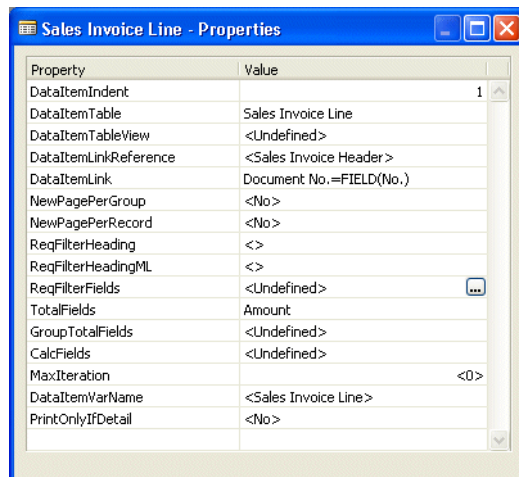 Sales Invoice Line - Properties
Property Value
DataItemIndent 1
DataItemTable Sales Invoice Line
DataItemTableView <Undefined>
DataItemLinkReference <Sales Invoice Header>
DataItemLink Document No.=FIELD(No.)
NewPagePerGroup <No>
NewPagePerRecord <No>
ReqFilterHeading <>
ReqFilterHeadingML <>
ReqFilterFields <Undefined> ...
TotalFields Amount
GroupTotalFields <Undefined>
CalcFields <Undefined>
MaxIteration <0>
DataItemVarName <Sales Invoice Line>
PrintOnlyIfDetail <No>